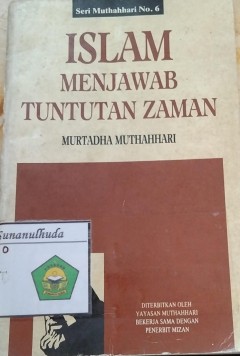 Seri Muthahhari No. 6
ISLAM
MENJAWAB
TUNTUTAN ZAMAN
MURTADHA MUTHAHHARI
Sunanulhuda
DITERBITKAN OLEH
YAYASAN MUTHAHHARI
BEKERJA SAMA DENGAN
PENERBIT MIZAN